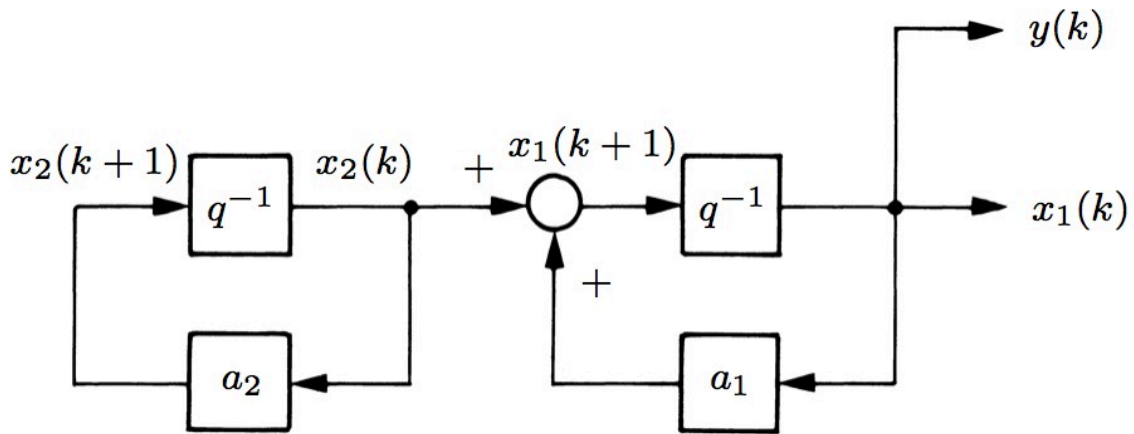 y(k)
x₂(k + 1)
x₂(k)
+
x₁(k + 1)
q⁻¹
q⁻¹
x₁(k)
+
a₂
a₁